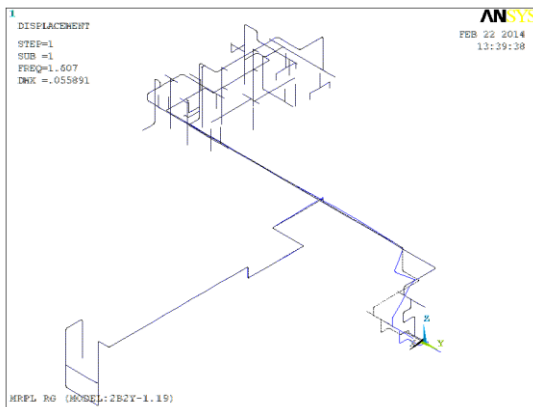 1
DISPLACEMENT
STEP=1
SUB =1
FREQ=1.807
DMX =.055891
ANSYS
FEB 22 2014
13:39:38
Z
Y
MRPL RG (MODEL:2B2Y-1.19)